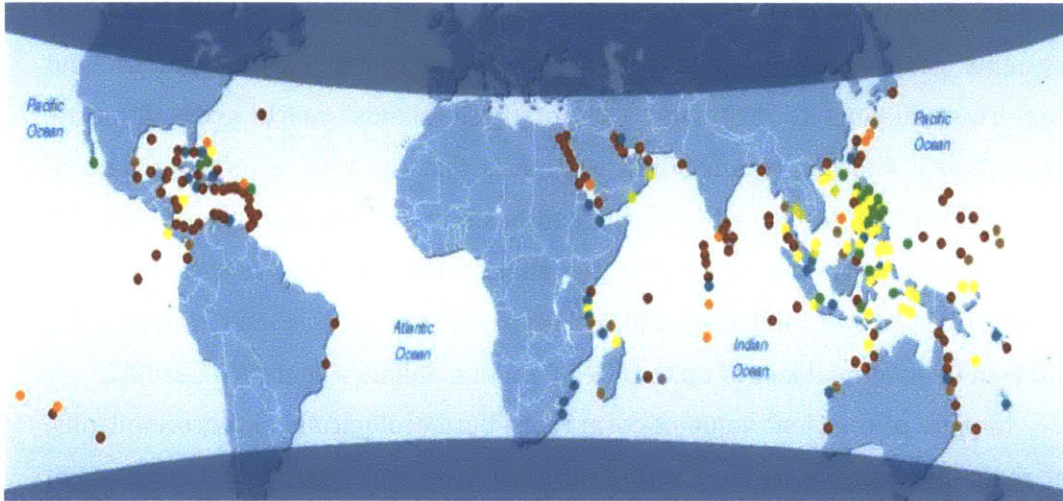 Pacific
Ocean
Pacific
Ocean
Atlantic
Ocean
Indian
Ocean